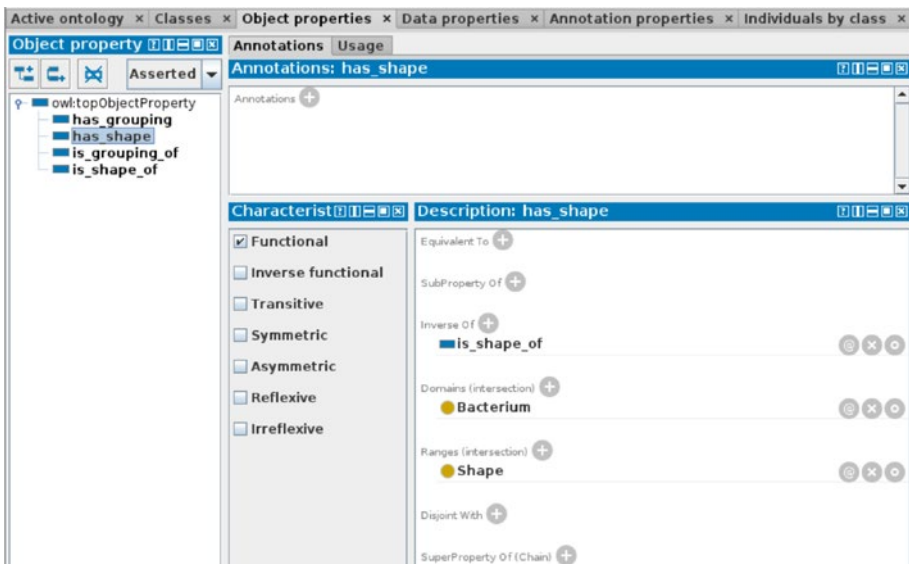 Active ontology × Classes × Object properties × Data properties × Annotation properties × Individuals by class ×
Object property
Asserted
owl:topObjectProperty
has_grouping
has_shape
is_grouping_of
is_shape_of
Annotations Usage
Annotations: has_shape
Annotations
Characterist
Functional
Inverse functional
Transitive
Symmetric
Asymmetric
Reflexive
Irreflexive
Description: has_shape
Equivalent To
SubProperty Of
Inverse Of
is_shape_of
Domains (intersection)
Bacterium
Ranges (intersection)
Shape
Disjoint With
SuperProperty Of (Chain)